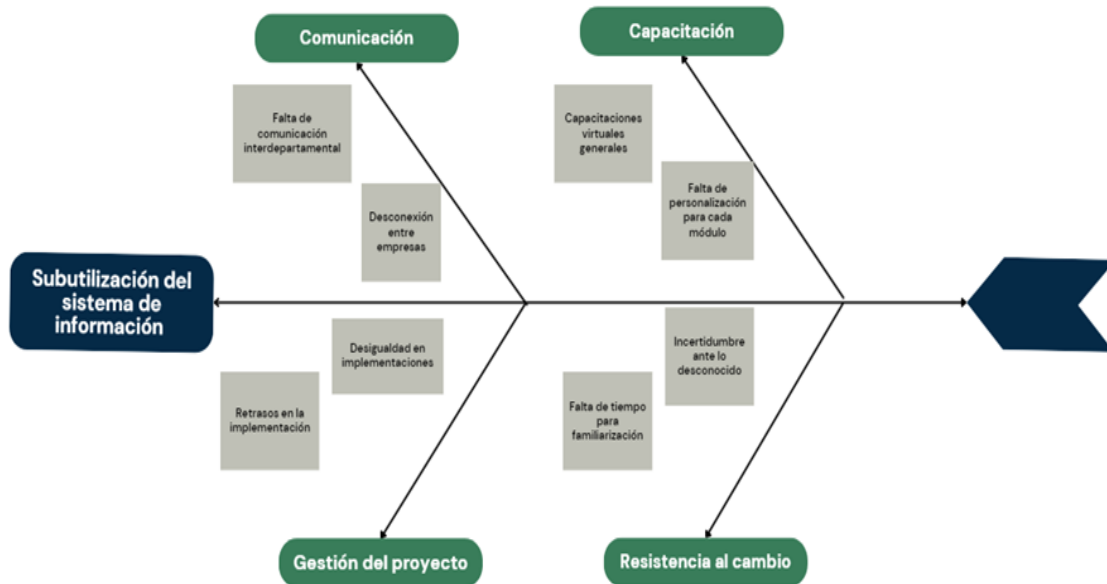 Comunicación
Capacitación
Falta de
comunicación
interdepartamental
Desconexión
entre
empresas
Capacitaciones
virtuales
generales
Falta de
personalización
para cada
módulo
Subutilización del
sistema de
información
Desigualdad en
implementaciones
Retrasos en la
implementación
Incertidumbre
ante lo
desconocido
Falta de tiempo
para
familiarización
Gestión del proyecto
Resistencia al cambio